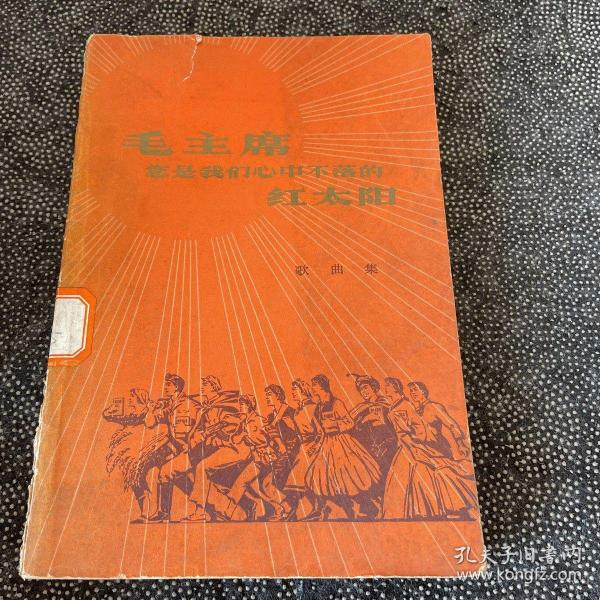 毛主席
您是我们心中不落的
红太阳
歌曲集
孔夫子旧书网
www.kongfz.com